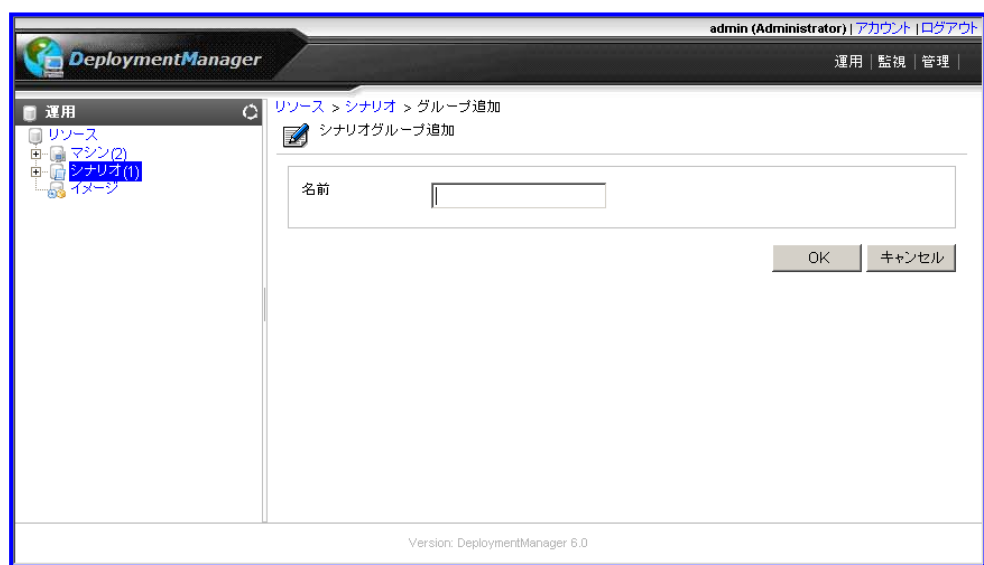 admin (Administrator) | アカウント | ログアウト
DeploymentManager
運用 | 監視 | 管理 |
運用
リソース
マシン(2)
シナリオ(1)
イメージ
リソース > シナリオ > グループ追加
シナリオグループ追加
名前
OK キャンセル
Version: DeploymentManager 6.0